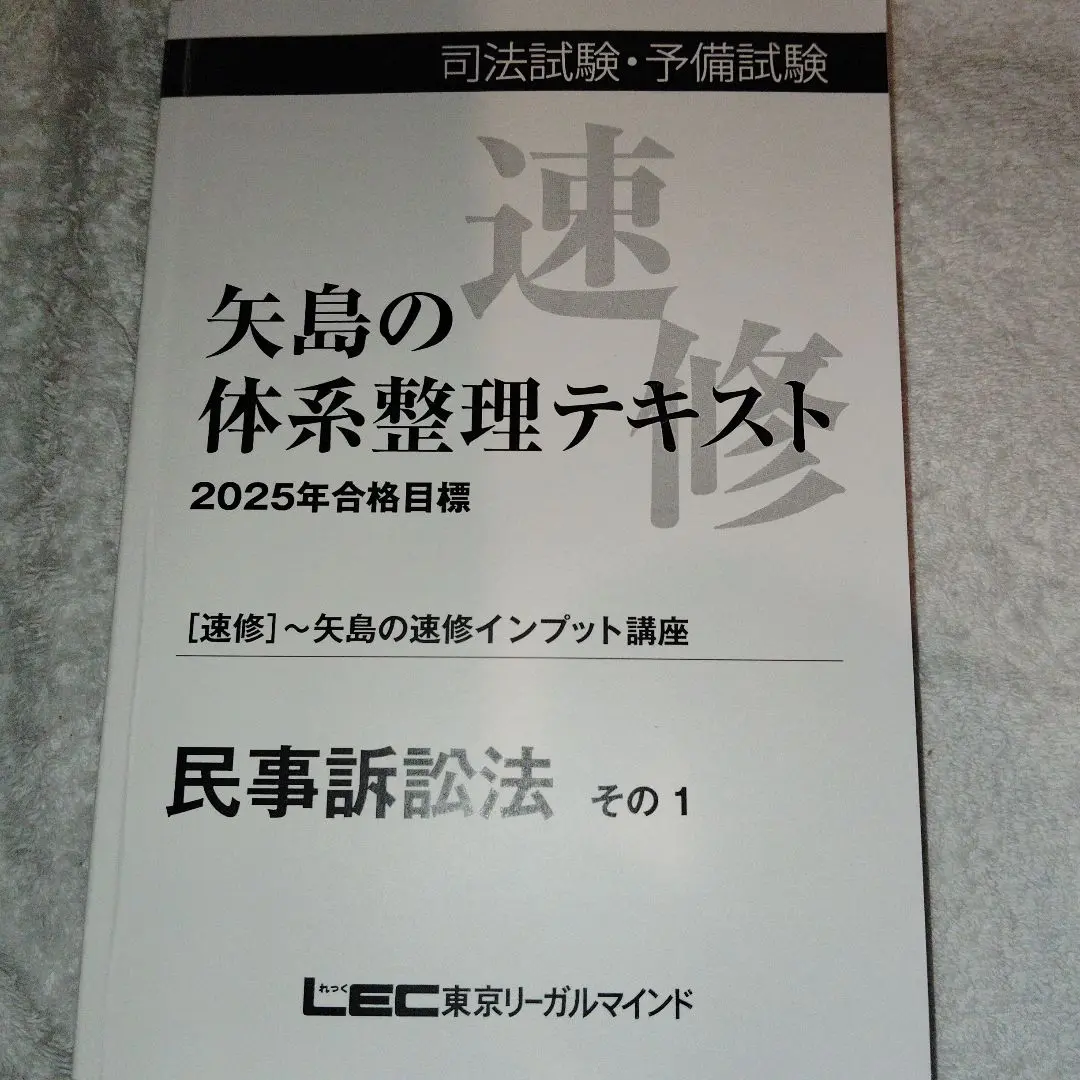 司法試験・予備試験
速修
矢島の
体系整理テキスト
2025年合格目標
［速修］～矢島の速修インプット講座
民事訴訟法 その1
れっく
LEC東京リーガルマインド